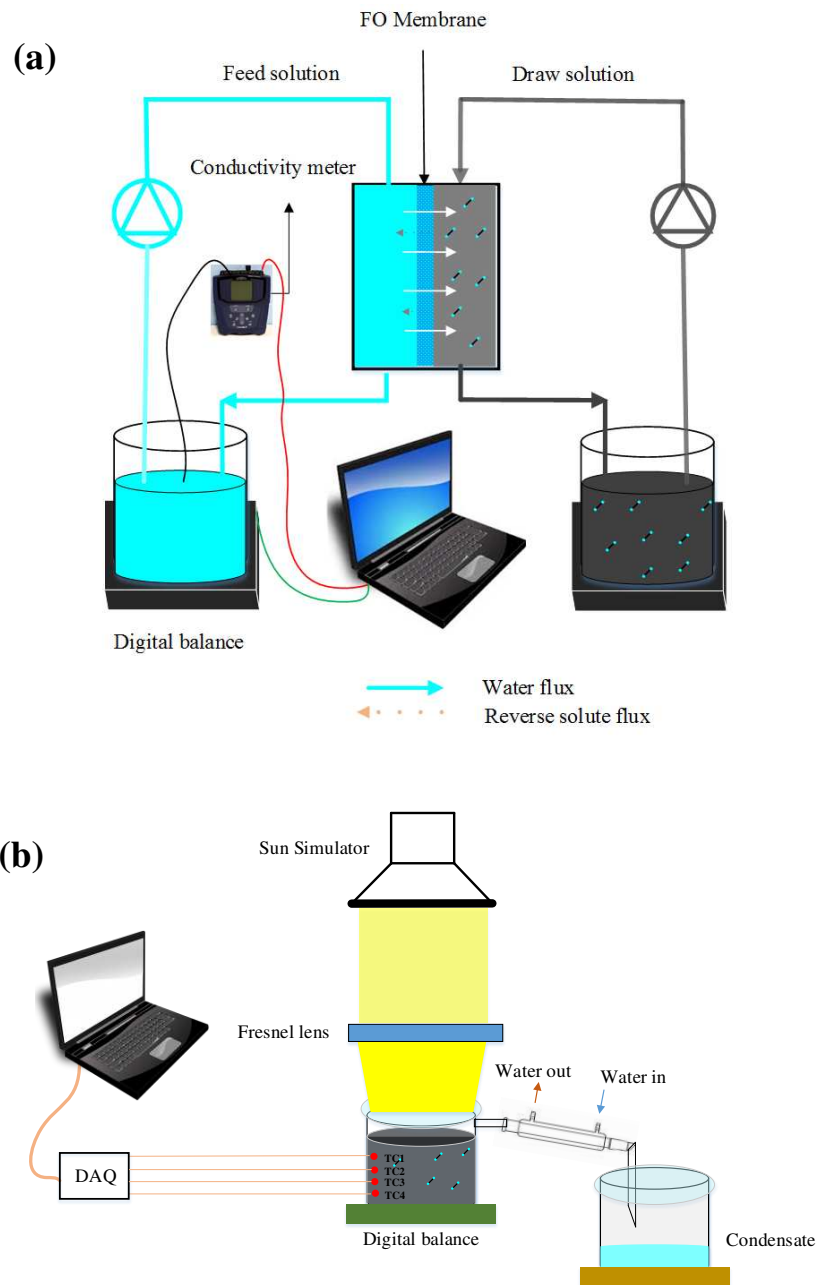 FO Membrane
(a)
Feed solution
Draw solution
Conductivity meter
Digital balance
Water flux
Reverse solute flux
(b)
Sun Simulator
Fresnel lens
Water out
Water in
DAQ
TC1
TC2
TC3
TC4
Digital balance
Condensate